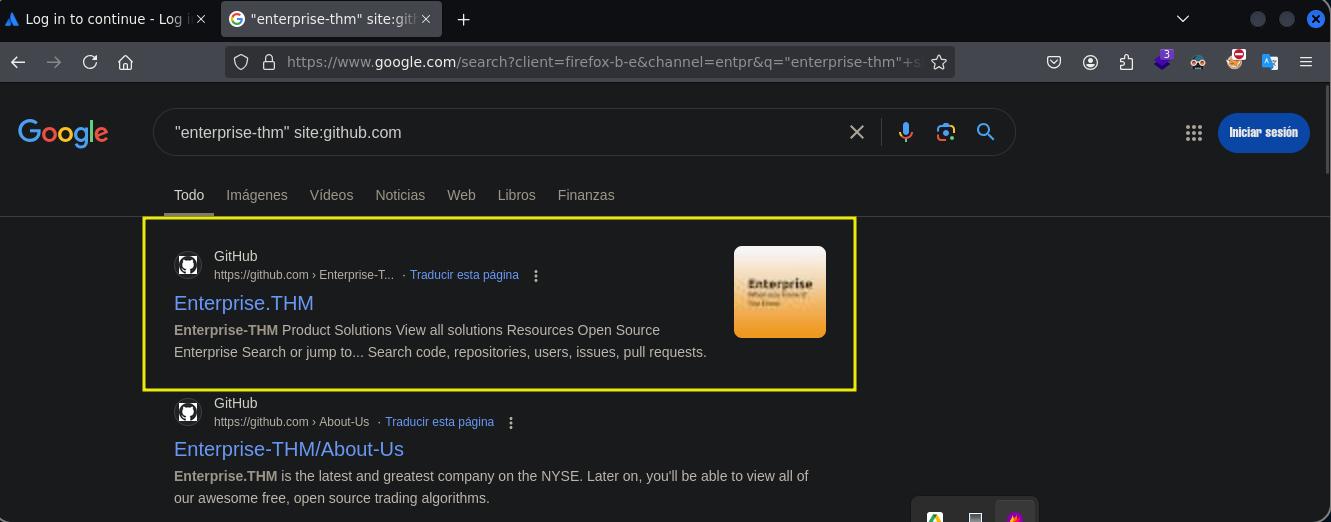 Log in to continue - Log i
"enterprise-thm" site:gith
https://www.google.com/search?client=firefox-b-e&channel=entpr&q="enterprise-thm"+s
3
Google
"enterprise-thm" site:github.com
Iniciar sesión
Todo Imágenes Vídeos Noticias Web Libros Finanzas
GitHub
https://github.com › Enterprise-T... · Traducir esta página
Enterprise.THM
Enterprise-THM Product Solutions View all solutions Resources Open Source
Enterprise Search or jump to... Search code, repositories, users, issues, pull requests.
Enterprise
GitHub
https://github.com › About-Us · Traducir esta página
Enterprise-THM/About-Us
Enterprise.THM is the latest and greatest company on the NYSE. Later on, you'll be able to view all of
our awesome free, open source trading algorithms.